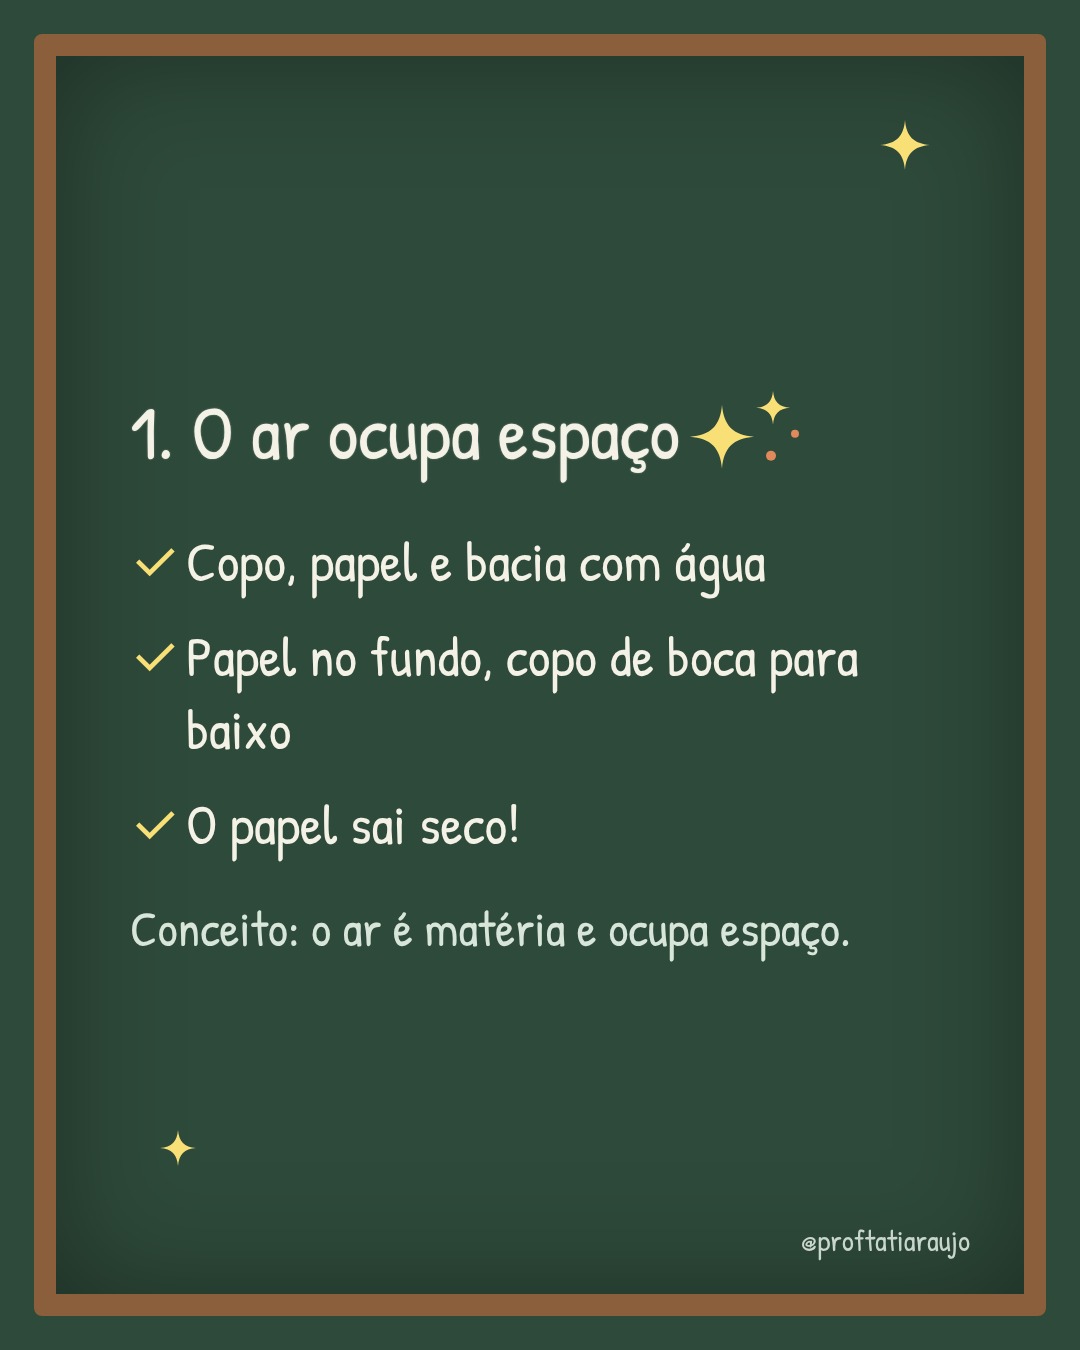 1. O ar ocupa espaço
Copo, papel e bacia com água
Papel no fundo, copo de boca para
baixo
O papel sai seco!
Conceito: o ar é matéria e ocupa espaço.
@proftatiaraujo